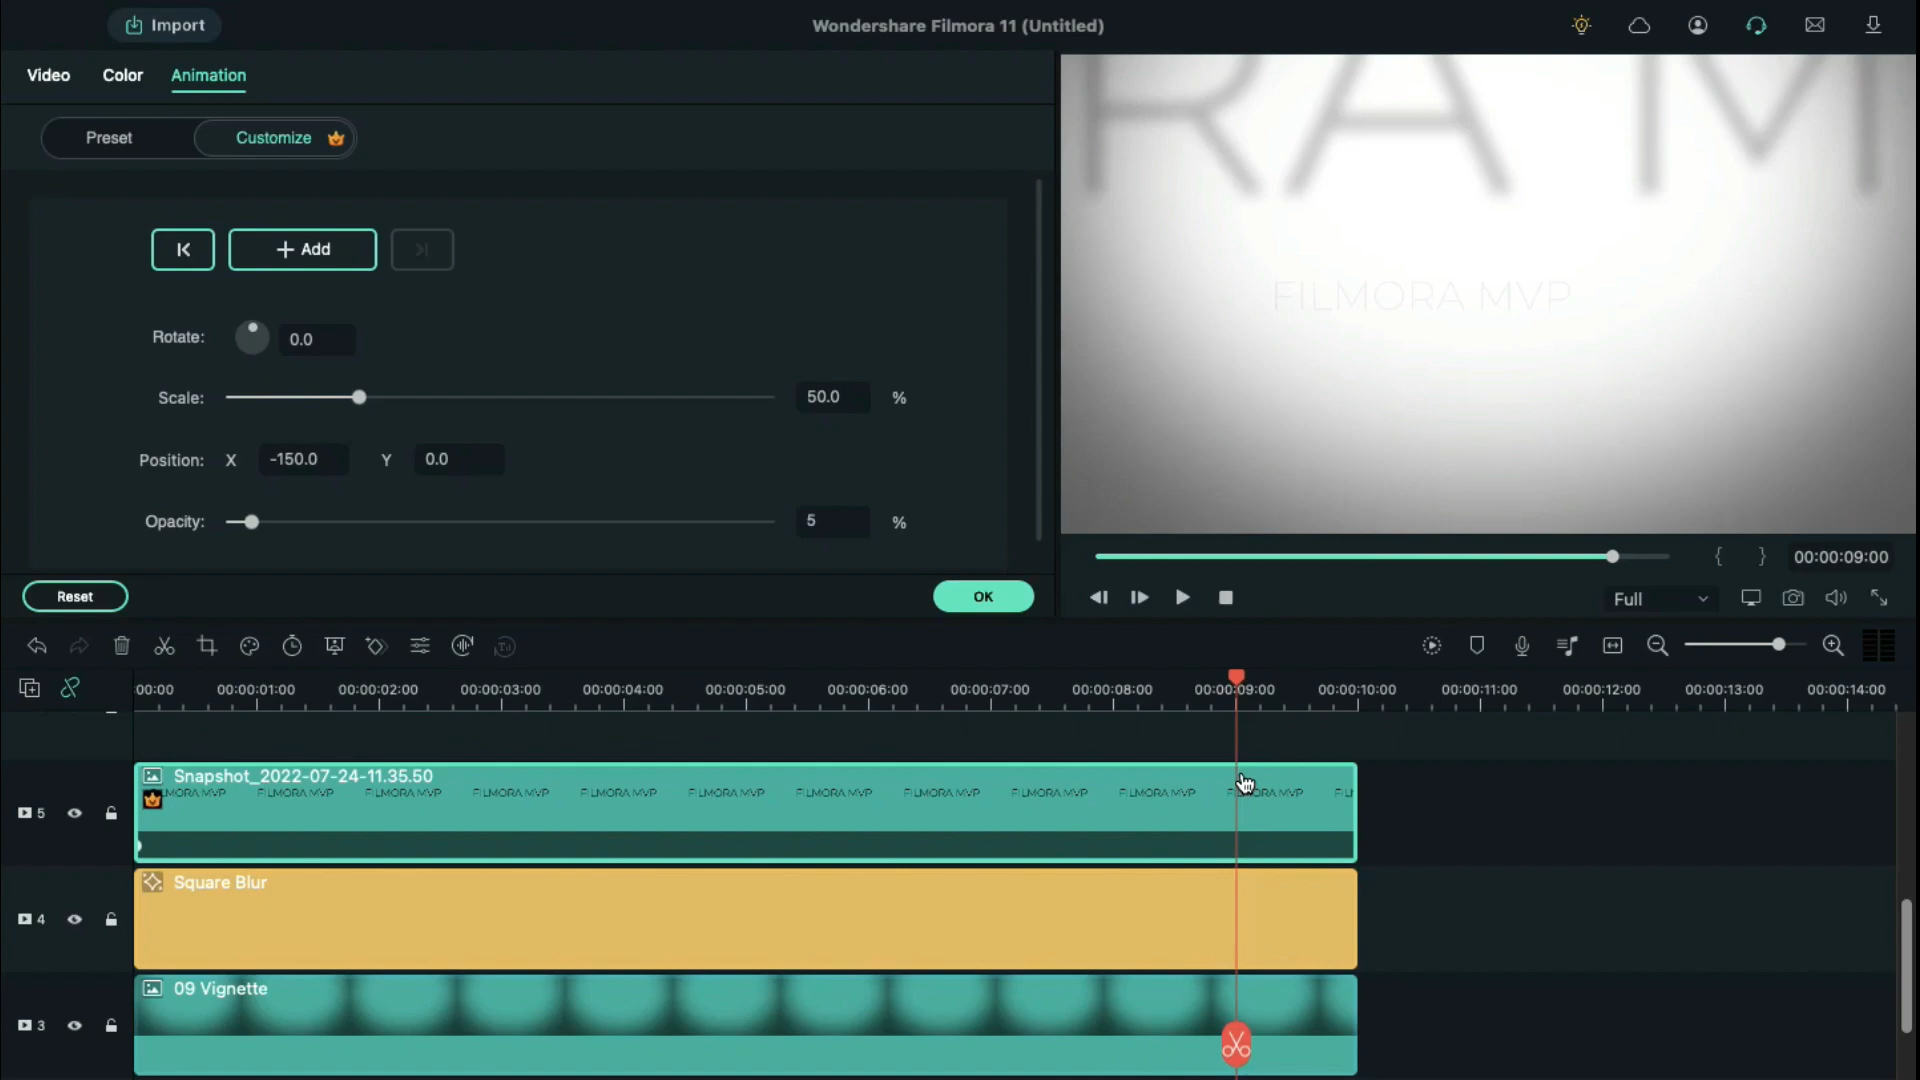 Import
Wondershare Filmora 11 (Untitled)
Video Color Animation
Preset Customize
Add
Rotate: 0.0
Scale: 50.0 %
Position: X -150.0 Y 0.0
Opacity: 5 %
Reset OK
RA M
FILMORA MVP
{ } 00:00:09:00
Full
:00:00 00:00:01:00 00:00:02:00 00:00:03:00 00:00:04:00 00:00:05:00 00:00:06:00 00:00:07:00 00:00:08:00 00:00:09:00 00:00:10:00 00:00:11:00 00:00:12:00 00:00:13:00 00:00:14:00
Snapshot_2022-07-24-11.35.50
LMORA MVP FILMORA MVP FILMORA MVP FILMORA MVP FILMORA MVP FILMORA MVP FILMORA MVP FILMORA MVP FILMORA MVP FILMORA MVP FILMORA MVP FIL
5
Square Blur
4
09 Vignette
3